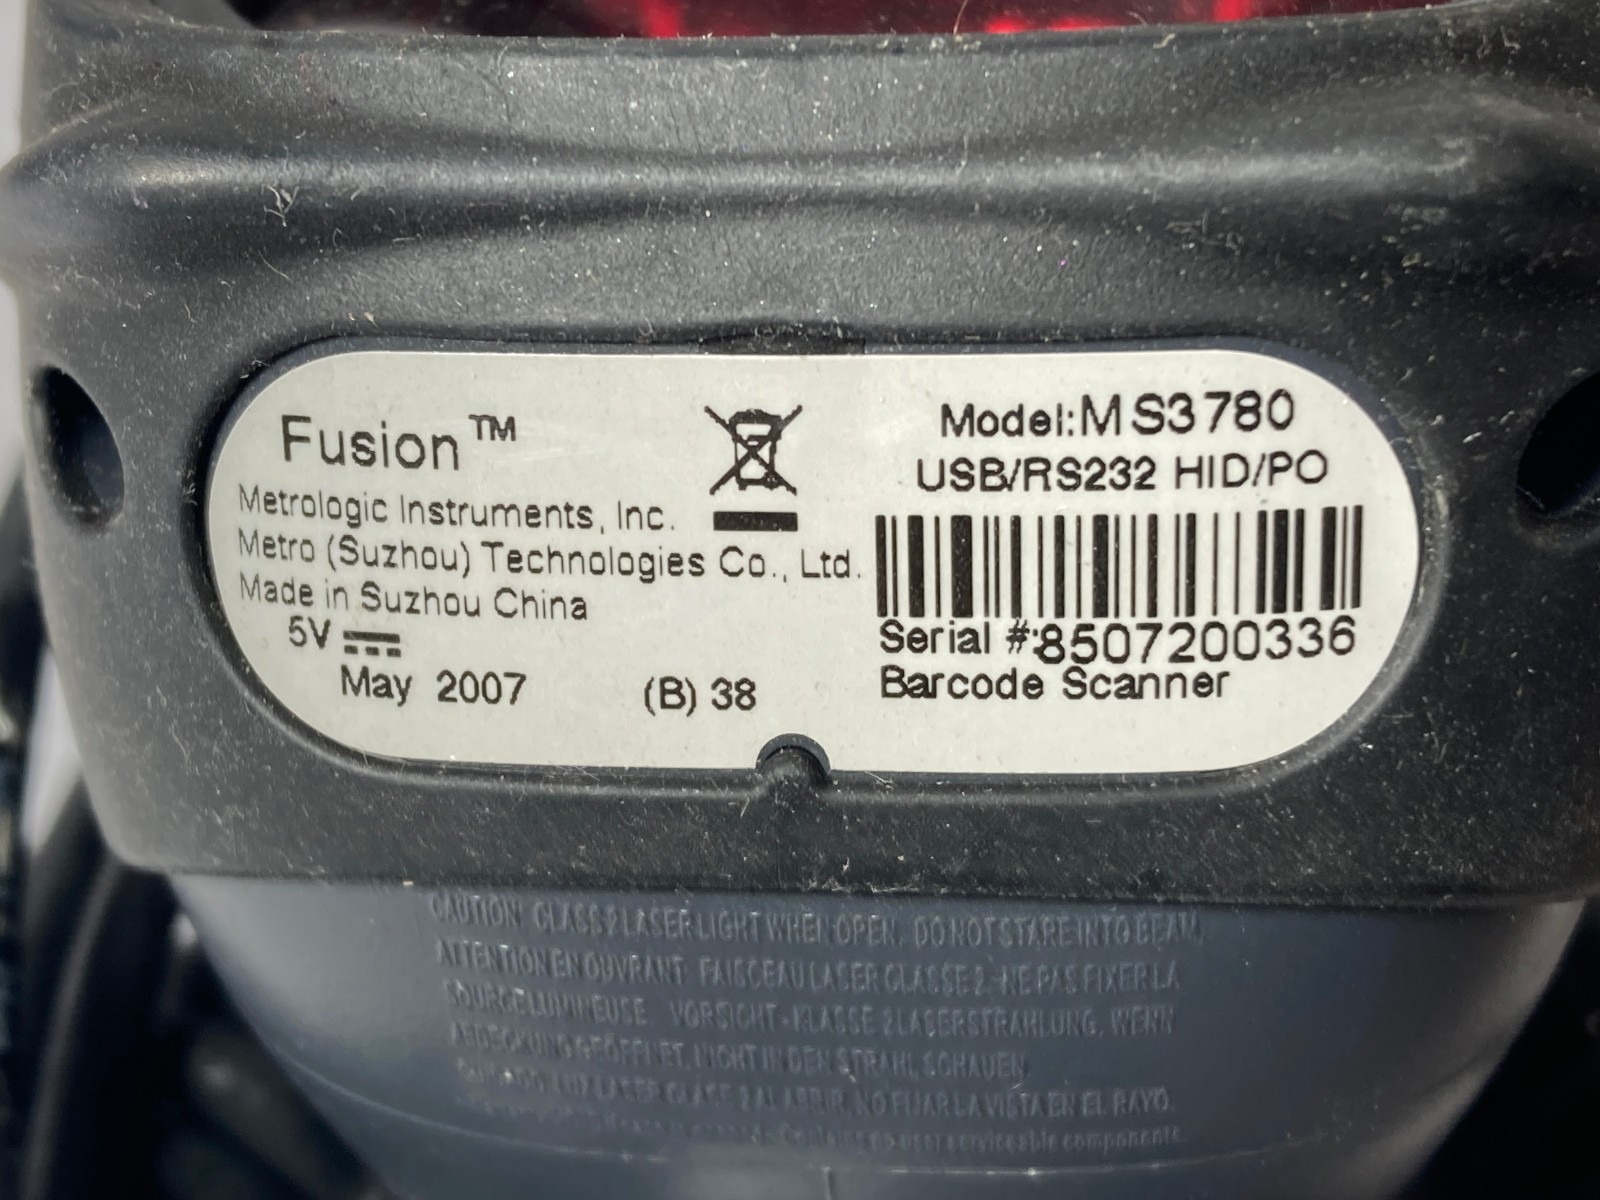 Fusion™
Metrologic Instruments, Inc.
Metro (Suzhou) Technologies Co., Ltd.
Made in Suzhou China
5V
May 2007
(B) 38
Model:MS3780
USB/RS232 HID/PO
Serial #:8507200336
Barcode Scanner
CAUTION CLASS 2 LASER LIGHT WHEN OPEN. DO NOT STARE INTO BEAM.
ATTENTION EN OUVRANT. FAISCEAU LASER CLASSE 2-NE PAS FIXER LA
SOURCE LUMINEUSE. VORSICHT-KLASSE 2 LASERSTRAHLUNG, WENN
ABDECKUNG GEÖFFNET, NICHT IN DEN STRAHL SCHAUEN
LUZ LASER CLASE 2 AL ABRIR, NO FIJAR LA VISTA EN EL RAYO.
no user serviceable components.